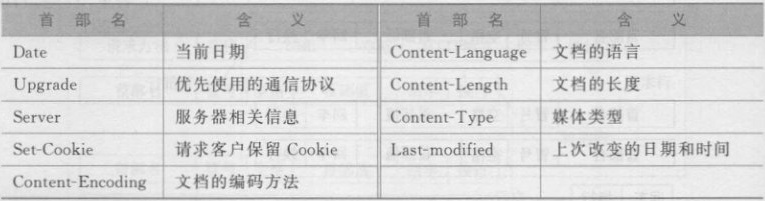 首部名 含义 首部名 含义
Date 当前日期 Content-Language 文档的语言
Upgrade 优先使用的通信协议 Content-Length 文档的长度
Server 服务器相关信息 Content-Type 媒体类型
Set-Cookie 请求客户保留 Cookie Last-modified 上次改变的日期和时间
Content-Encoding 文档的编码方法